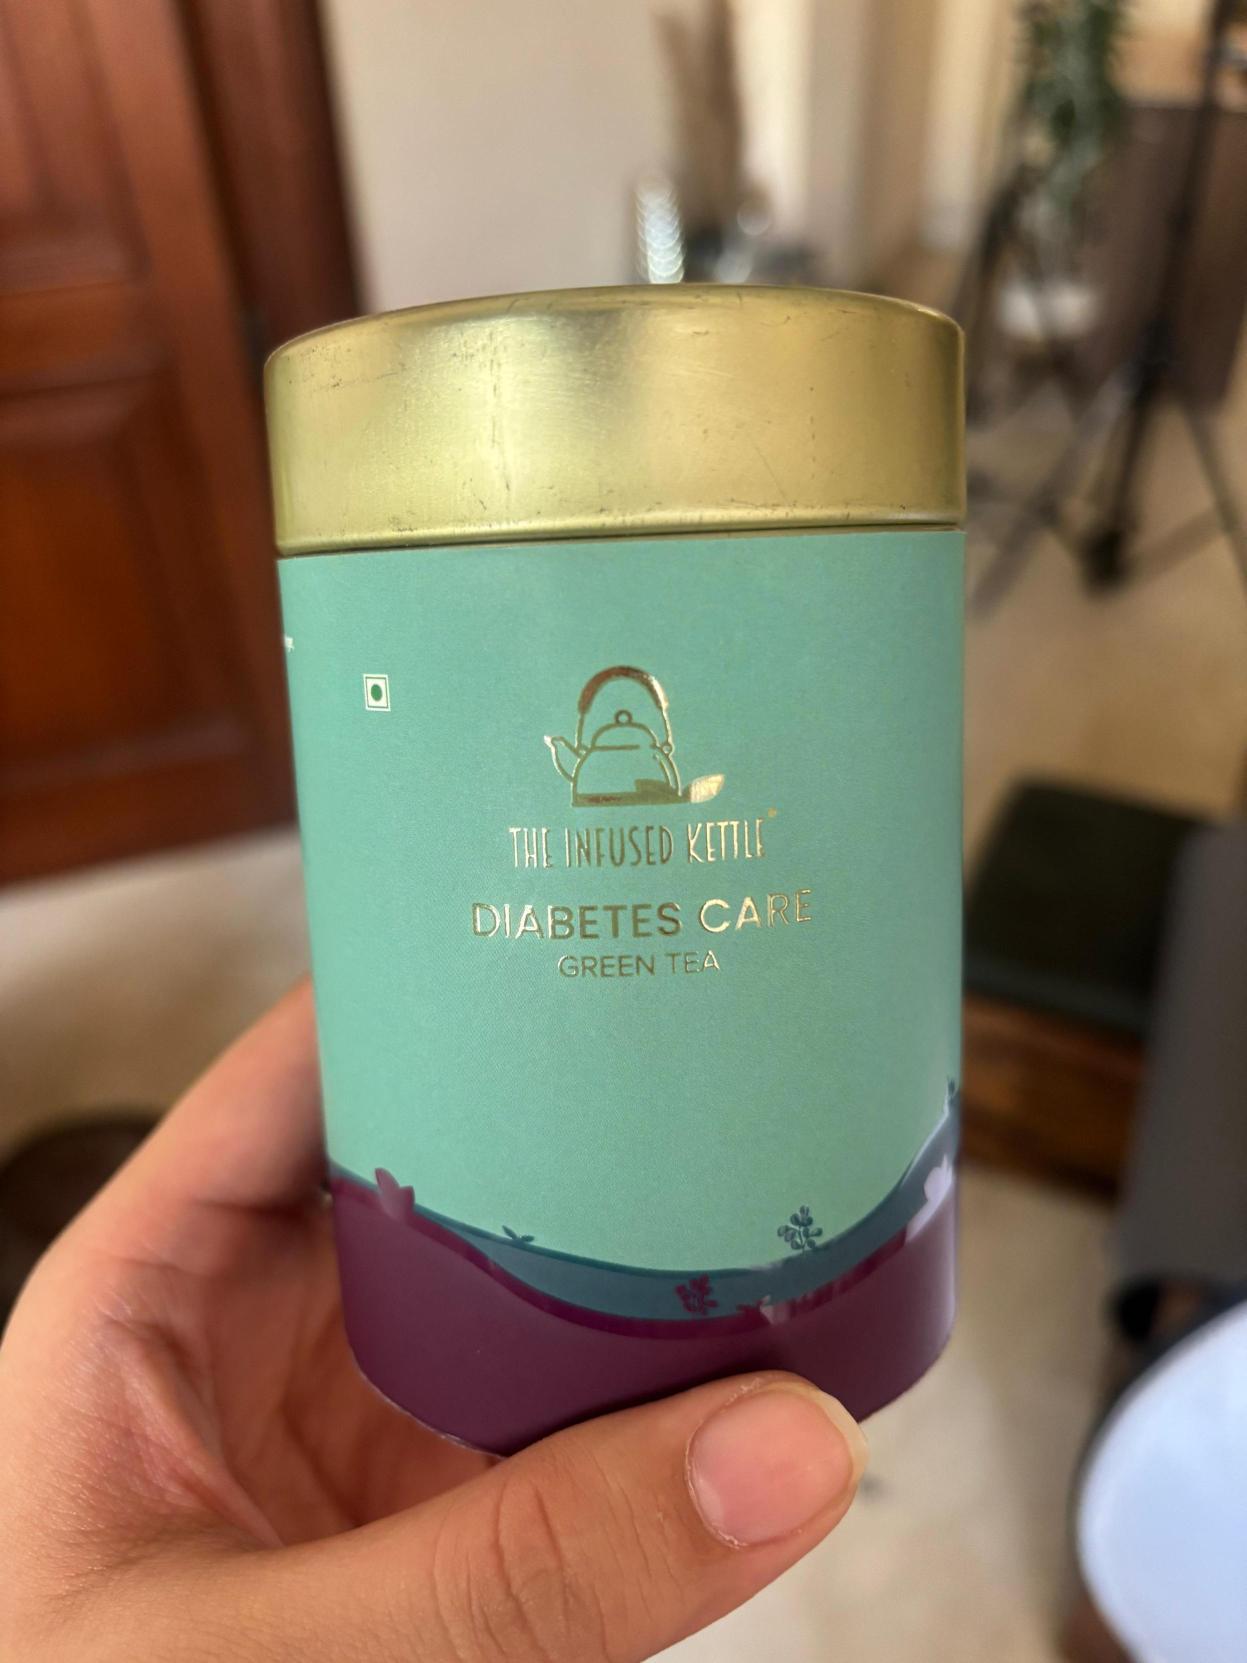 THE INFUSED KETTLE
DIABETES CARE
GREEN TEA